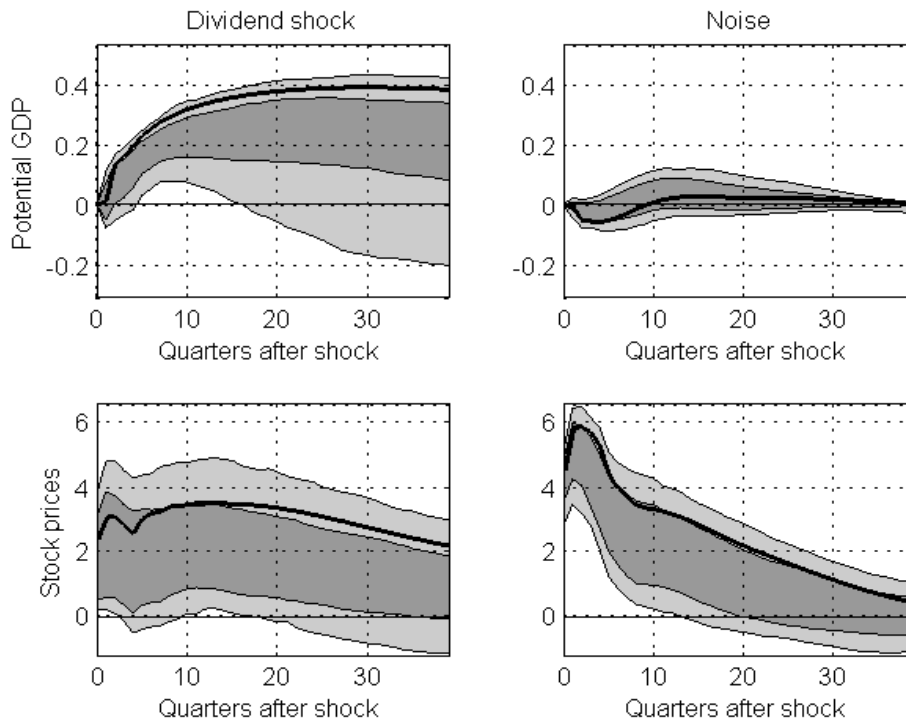 Dividend shock
Noise
Potential GDP
0.4
0.2
0
-0.2
0 10 20 30
Quarters after shock
0.4
0.2
0
-0.2
0 10 20 30
Quarters after shock
Stock prices
6
4
2
0
0 10 20 30
Quarters after shock
6
4
2
0
0 10 20 30
Quarters after shock